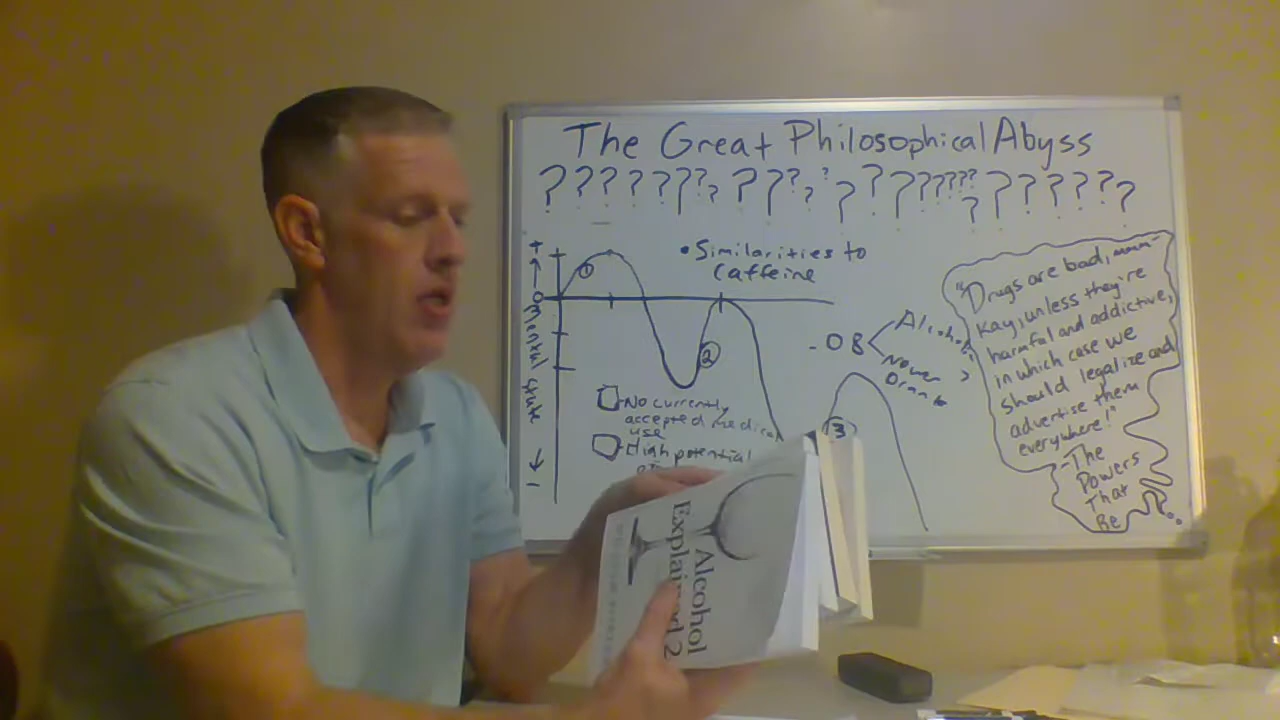 The Great Philosophical Abyss
? ? ? ? ? ? ? ? ? ? ? ? ? ? ? ? ? ? ? ? ? ? ? ? ? ? ? ?
• Similarities to
caffeine
+
0
mental state
1
2
3
No currently
accepted medical
use
High potential
- OB
Alcohol
Never
Drank
"Drugs are bad, mmm-
kay, unless they're
harmful and addictive,
in which case we
should legalize and
advertise them
everywhere!"
-The
Powers
That
Be
Alcohol
Explained 2